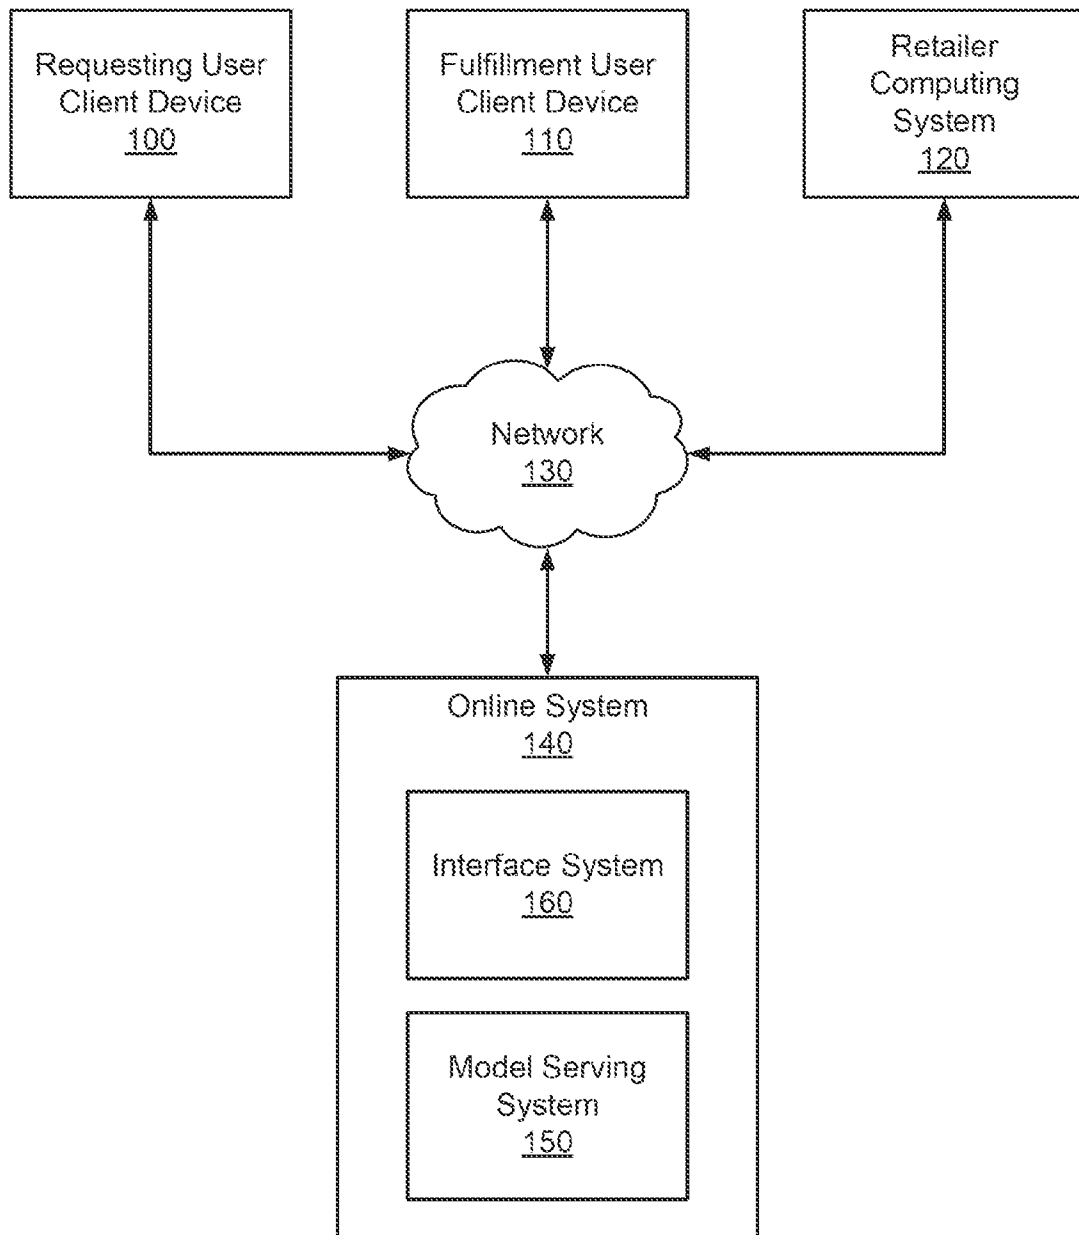 Requesting User
Client Device
100
Fulfillment User
Client Device
110
Retailer
Computing
System
120
Network
130
Online System
140
Interface System
160
Model Serving
System
150